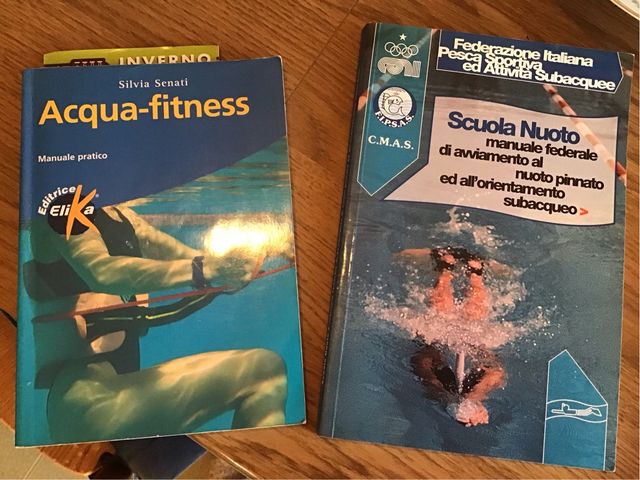 INVERNO
Silvia Senati
Acqua-fitness
Manuale pratico
Editrice
Elika
CONI
F.I.P.S.A.S.
C.M.A.S.
Federazione Italiana
Pesca Sportiva
ed Attività Subacquee
Scuola Nuoto
manuale federale
di avviamento al
nuoto pinnato
ed all'orientamento
subacqueo >